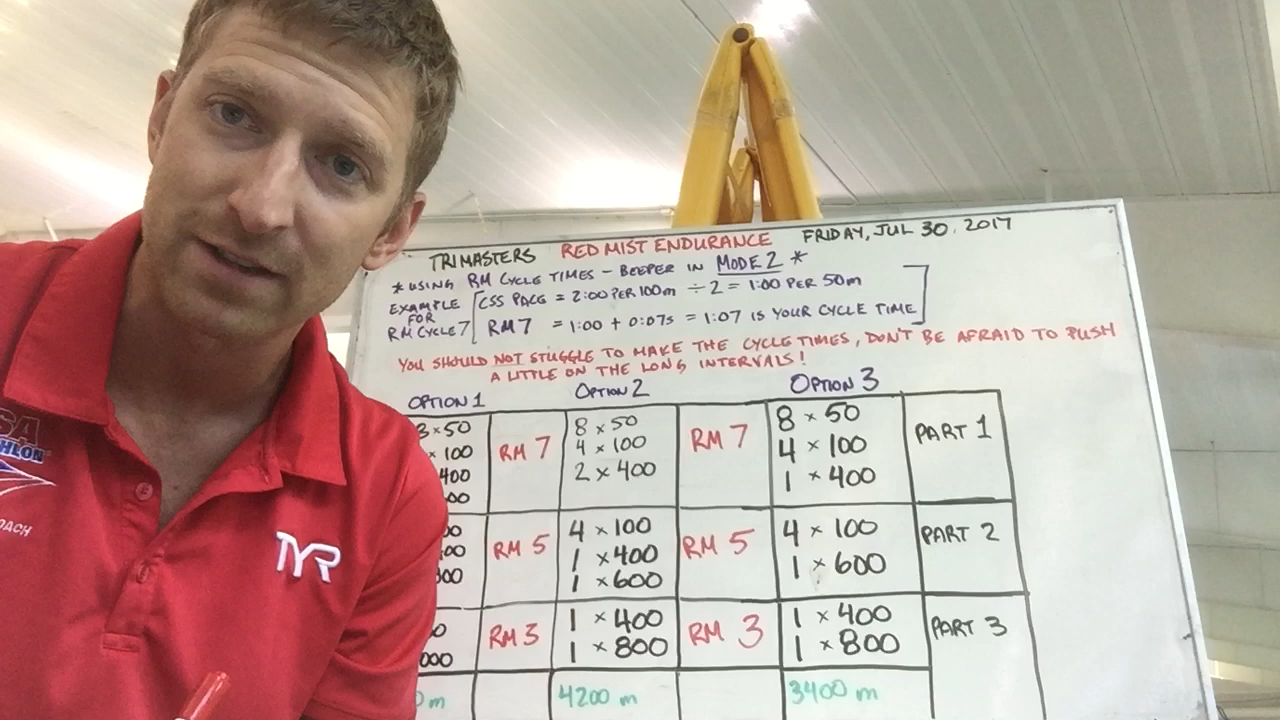 TRIMASTERS RED MIST ENDURANCE FRIDAY, JUL 30, 2017
* USING RM CYCLE TIMES - BEEPER IN MODE 2 *
EXAMPLE FOR RM CYCLE 7
CSS PACE = 2:00 PER 100m ÷ 2 = 1:00 PER 50m
RM7 = 1:00 + 0:07s = 1:07 IS YOUR CYCLE TIME
YOU SHOULD NOT STUGGLE TO MAKE THE CYCLE TIMES, DON'T BE AFRAID TO PUSH
A LITTLE ON THE LONG INTERVALS!
OPTION 1 OPTION 2 OPTION 3
× 50 8 × 50 8 × 50
× 100 RM 7 4 × 100 RM 7 4 × 100 PART 1
400 2 × 400 1 × 400
4 × 100 4 × 100 PART 2
RM 5 1 × 400 RM 5 1 × 600
1 × 600
1 × 400 1 × 400 PART 3
RM 3 1 × 800 RM 3 1 × 800
m 4200 m 3400 m
TYR